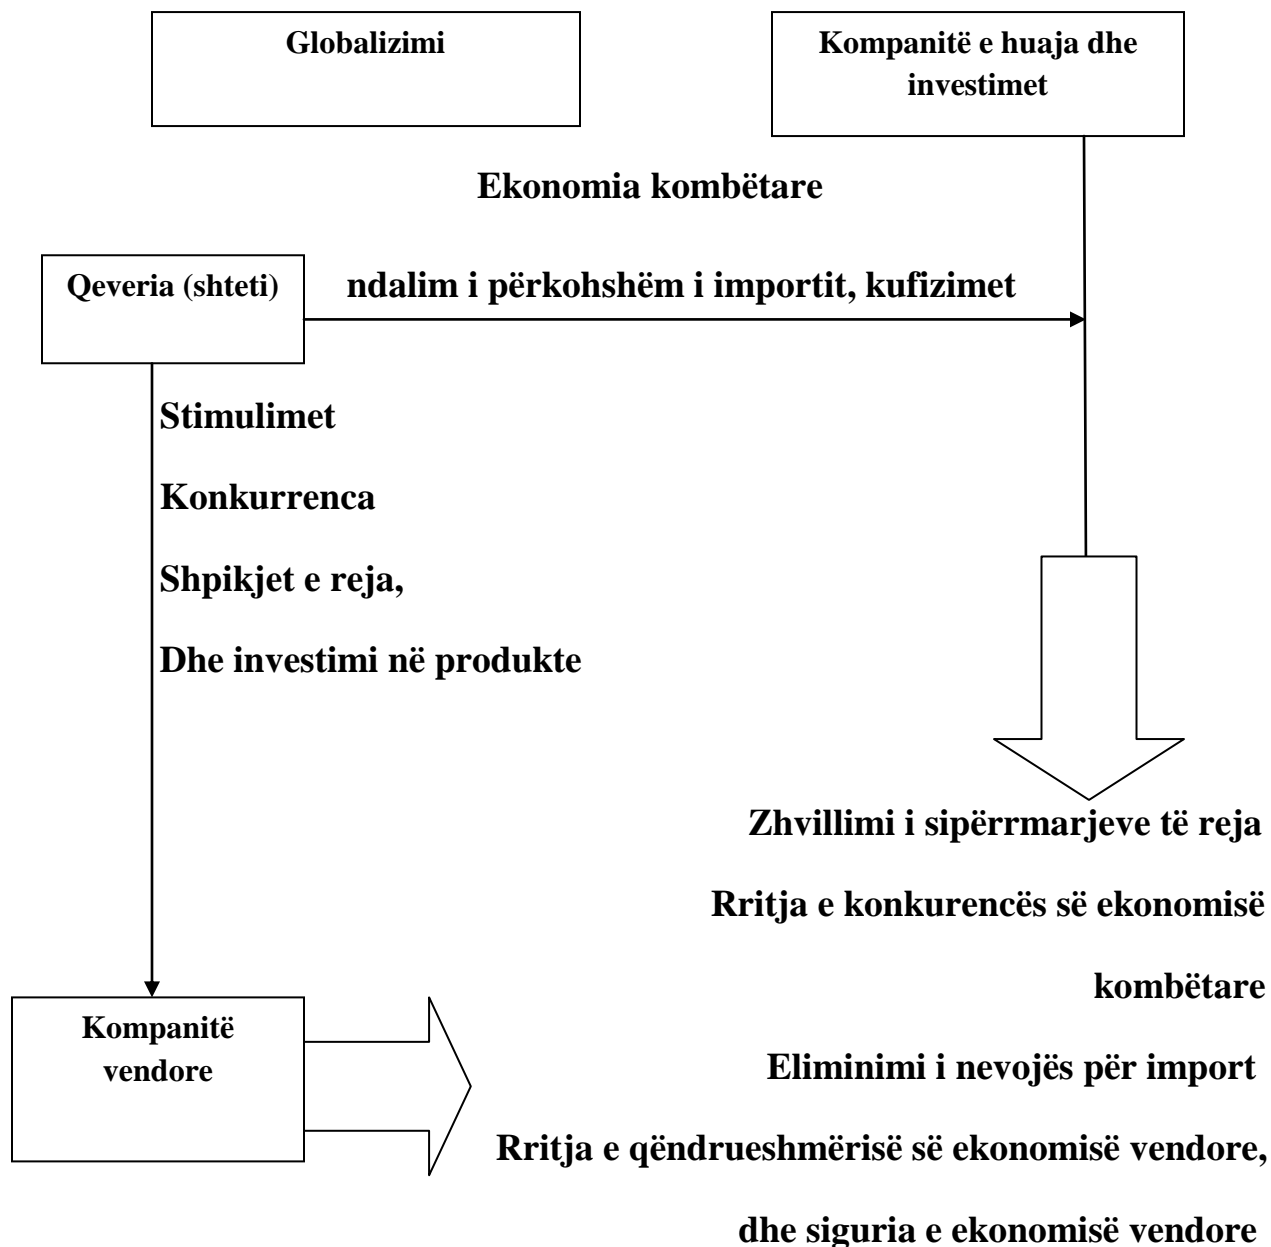 Globalizimi
Kompanitë e huaja dhe
investimet
Ekonomia kombëtare
Qeveria (shteti)
ndalim i përkohshëm i importit, kufizimet
Stimulimet
Konkurrenca
Shpikjet e reja,
Dhe investimi në produkte
Zhvillimi i sipërrmarjeve të reja
Rritja e konkurencës së ekonomisë
kombëtare
Kompanitë
vendore
Eliminimi i nevojës për import
Rritja e qëndrueshmërisë së ekonomisë vendore,
dhe siguria e ekonomisë vendore